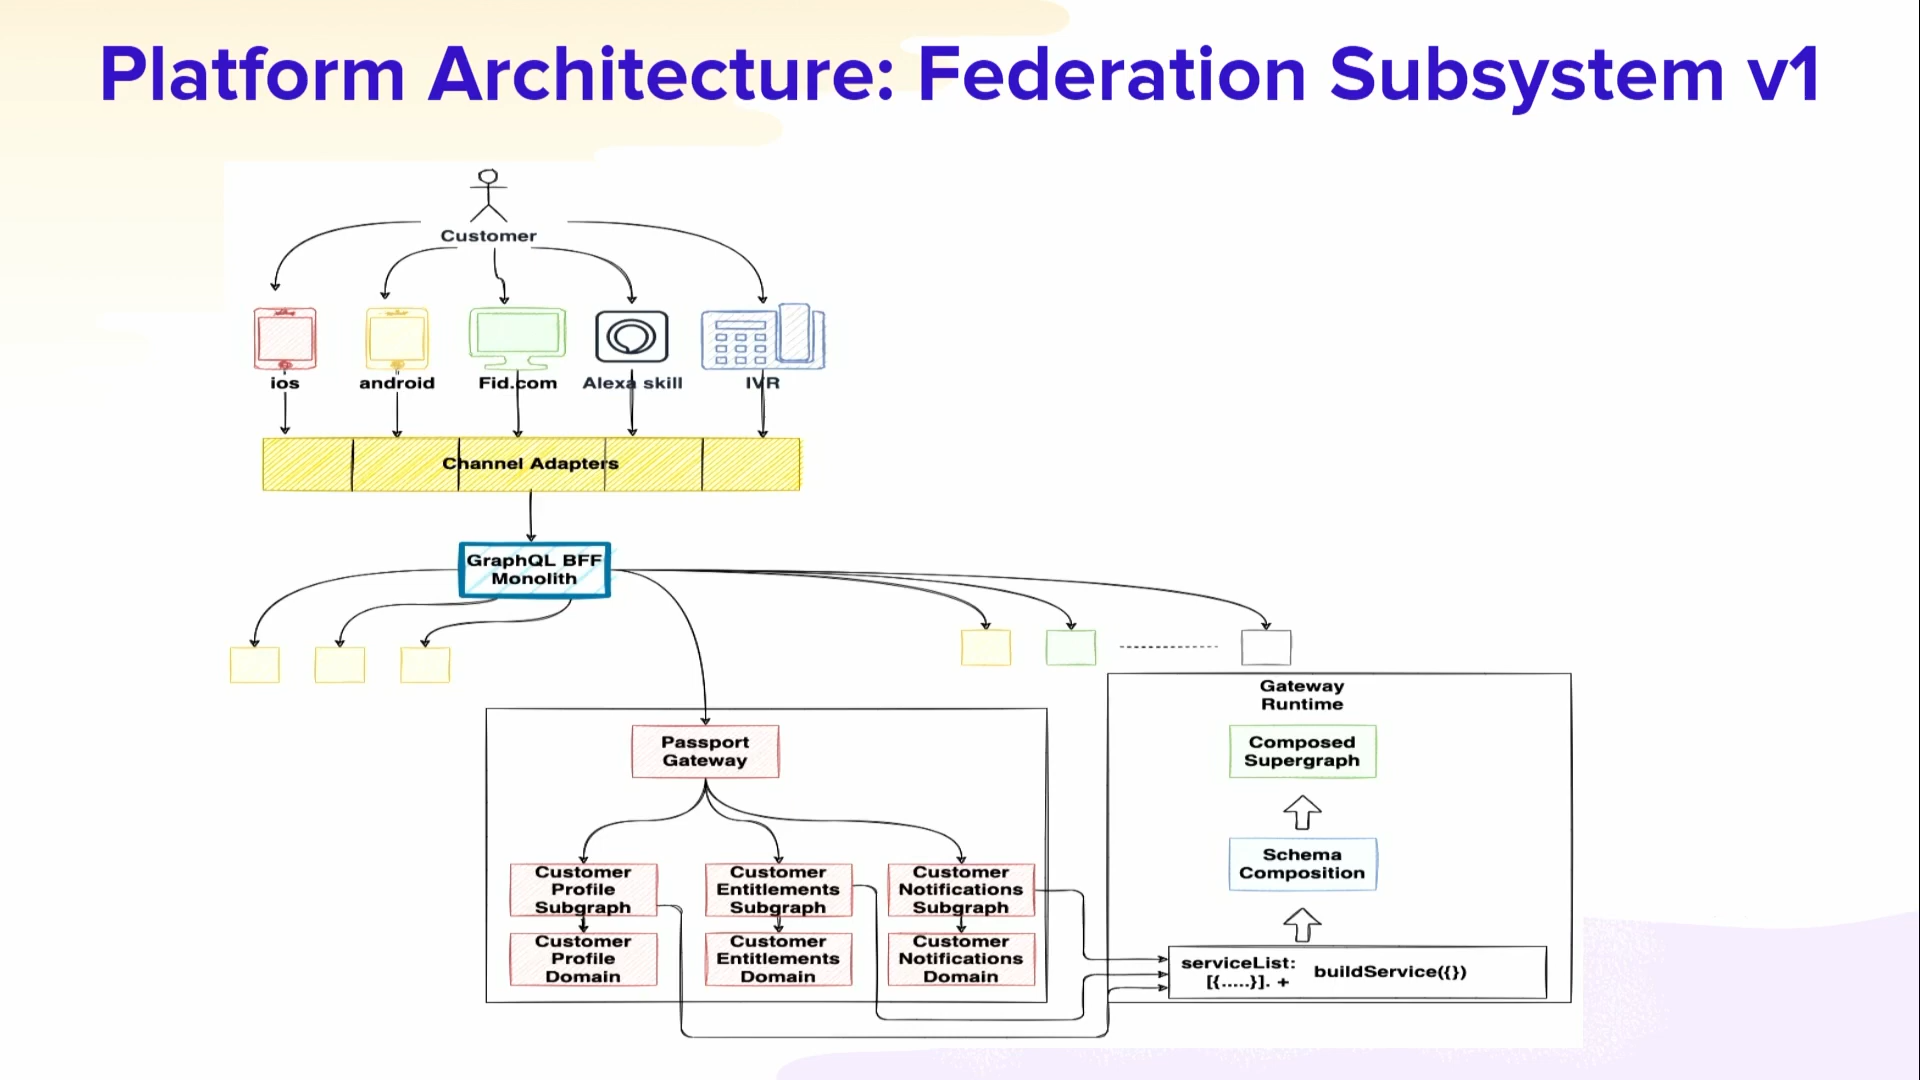 Platform Architecture: Federation Subsystem v1
Customer
ios
android
Fid.com
Alexa skill
IVR
Channel Adapters
GraphQL BFF
Monolith
Gateway
Runtime
Passport
Gateway
Composed
Supergraph
Schema
Composition
Customer
Profile
Subgraph
Customer
Entitlements
Subgraph
Customer
Notifications
Subgraph
Customer
Profile
Domain
Customer
Entitlements
Domain
Customer
Notifications
Domain
serviceList:
[{.....}]. +
buildService({})